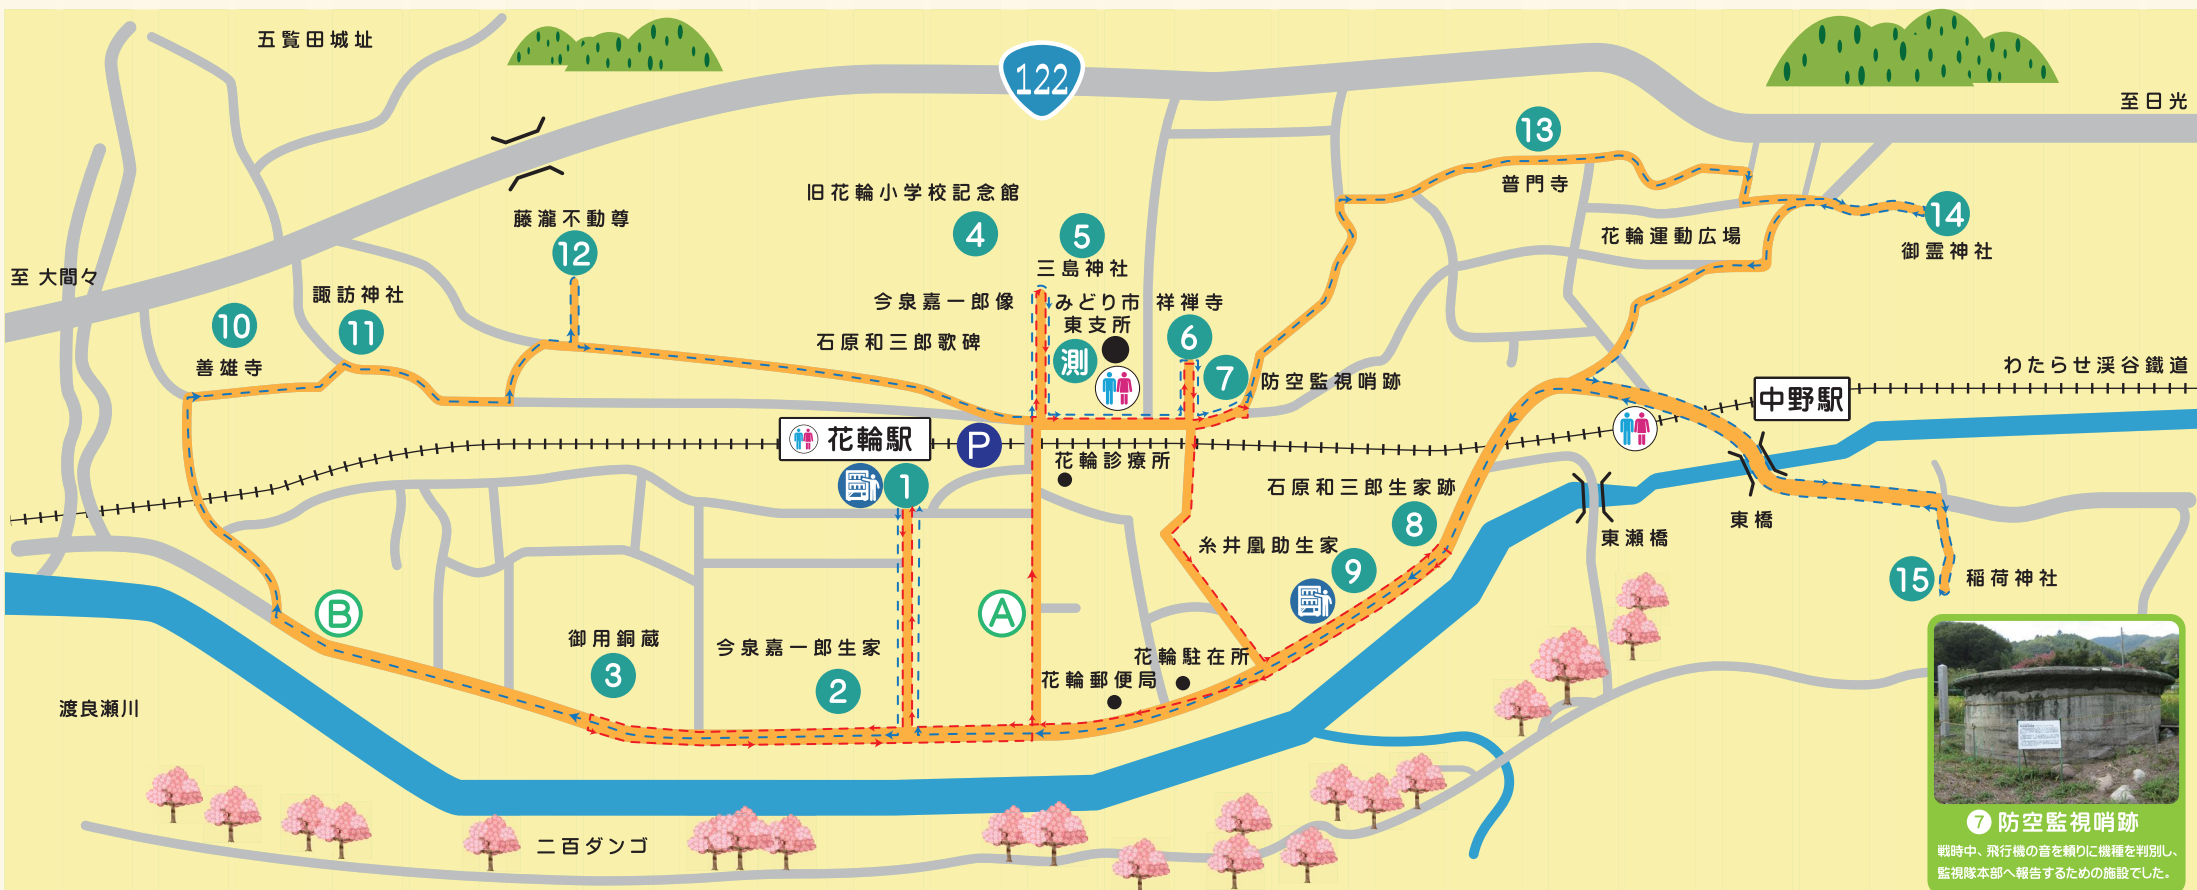 五覧田城址
122
至日光
13
普門寺
旧花輪小学校記念館
4
5
三島神社
藤瀧不動尊
12
14
御霊神社
花輪運動広場
至 大間々
諏訪神社
10
11
善雄寺
今泉嘉一郎像
みどり市
東支所
祥禅寺
石原和三郎歌碑
測
6
7
防空監視哨跡
わたらせ渓谷鐵道
中野駅
花輪駅
P
花輪診療所
1
石原和三郎生家跡
8
東瀬橋
東橋
糸井凰助生家
9
15
稲荷神社
B
A
御用銅蔵
3
今泉嘉一郎生家
2
花輪駐在所
花輪郵便局
渡良瀬川
二百ダンゴ
7 防空監視哨跡
戦時中、飛行機の音を頼りに機種を判別し、
監視隊本部へ報告するための施設でした。